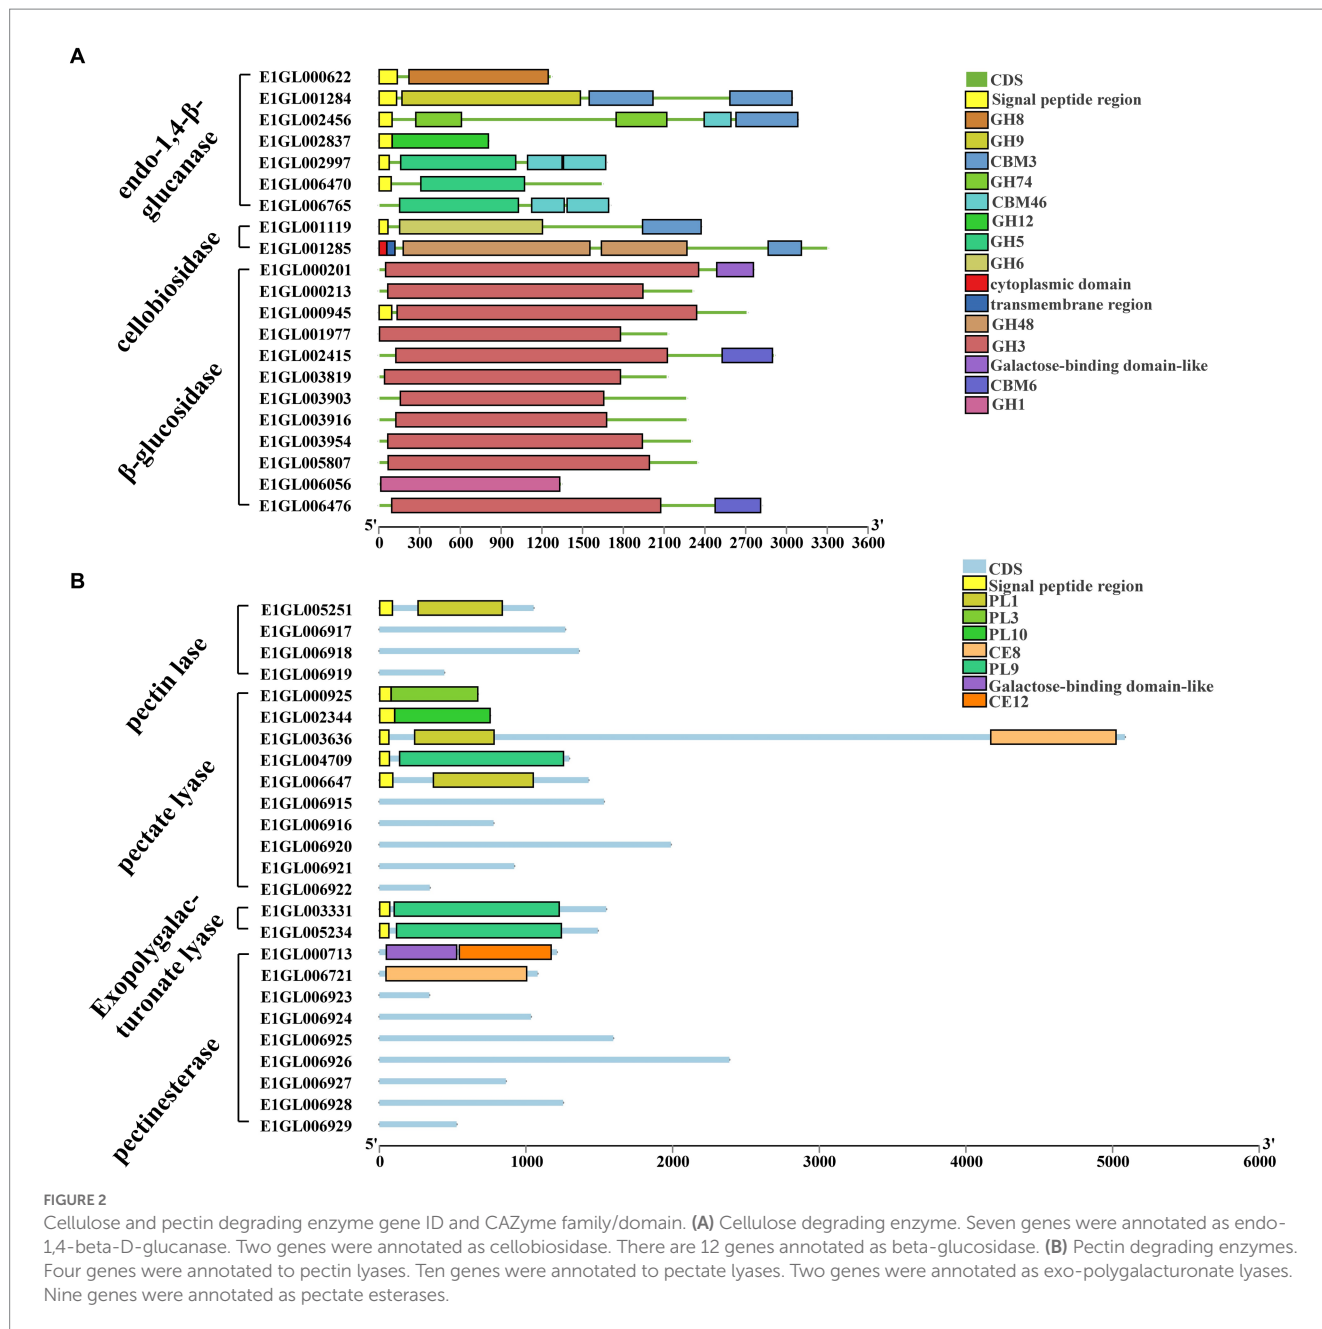 A
endo-1,4-β-
glucanase
cellobiosidase
β-glucosidase
E1GL000622
E1GL001284
E1GL002456
E1GL002837
E1GL002997
E1GL006470
E1GL006765
E1GL001119
E1GL001285
E1GL000201
E1GL000213
E1GL000945
E1GL001977
E1GL002415
E1GL003819
E1GL003903
E1GL003916
E1GL003954
E1GL005807
E1GL006056
E1GL006476
5' 3'
0 300 600 900 1200 1500 1800 2100 2400 2700 3000 3300 3600
CDS
Signal peptide region
GH8
GH9
CBM3
GH74
CBM46
GH12
GH5
GH6
cytoplasmic domain
transmembrane region
GH48
GH3
Galactose-binding domain-like
CBM6
GH1
B
pectin lase
pectate lyase
Exopolygalac-
turonate lyase
pectinesterase
E1GL005251
E1GL006917
E1GL006918
E1GL006919
E1GL000925
E1GL002344
E1GL003636
E1GL004709
E1GL006647
E1GL006915
E1GL006916
E1GL006920
E1GL006921
E1GL006922
E1GL003331
E1GL005234
E1GL000713
E1GL006721
E1GL006923
E1GL006924
E1GL006925
E1GL006926
E1GL006927
E1GL006928
E1GL006929
5' 3'
0 1000 2000 3000 4000 5000 6000
CDS
Signal peptide region
PL1
PL3
PL10
CE8
PL9
Galactose-binding domain-like
CE12
FIGURE 2
Cellulose and pectin degrading enzyme gene ID and CAZyme family/domain. (A) Cellulose degrading enzyme. Seven genes were annotated as endo-
1,4-beta-D-glucanase. Two genes were annotated as cellobiosidase. There are 12 genes annotated as beta-glucosidase. (B) Pectin degrading enzymes.
Four genes were annotated to pectin lyases. Ten genes were annotated to pectate lyases. Two genes were annotated as exo-polygalacturonate lyases.
Nine genes were annotated as pectate esterases.